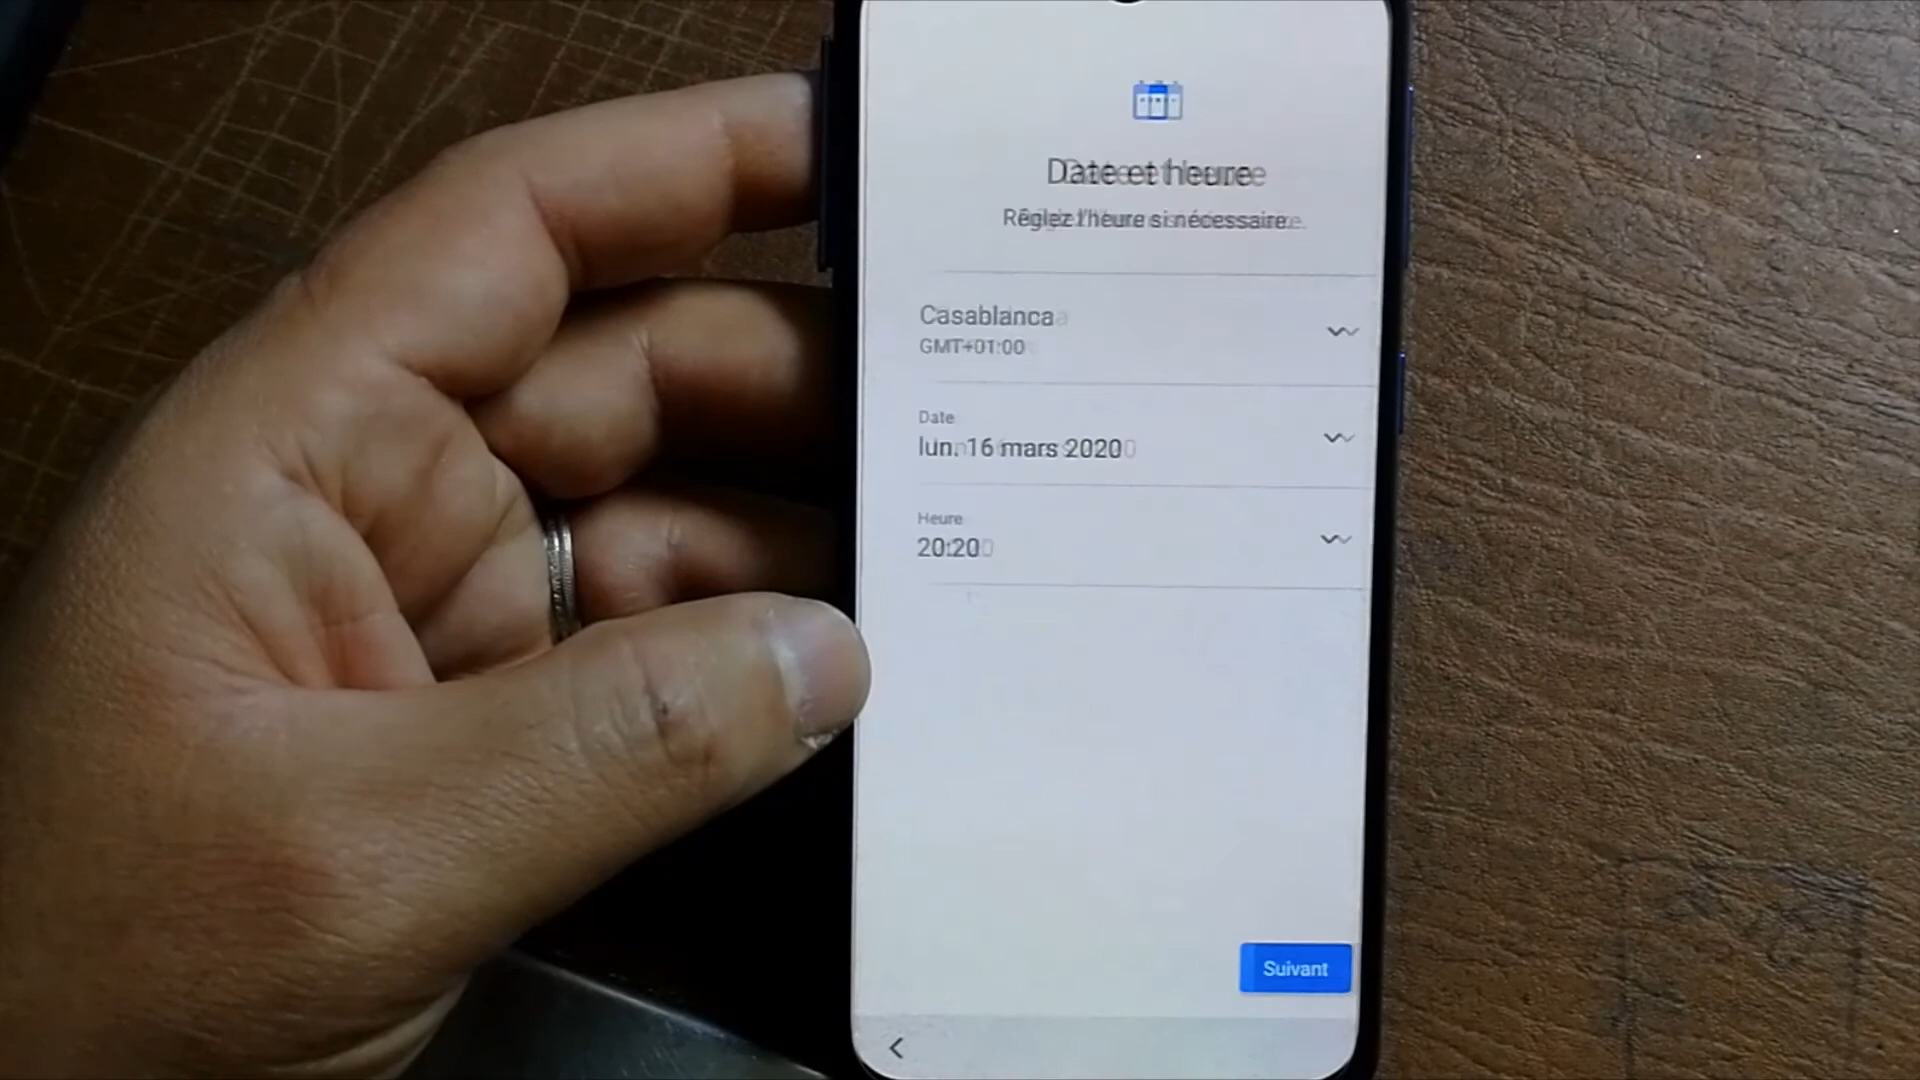 Date et heure
Réglez l'heure si nécessaire.
Casablanca
GMT+01:00
Date
lun. 16 mars 2020
Heure
20:20
Suivant